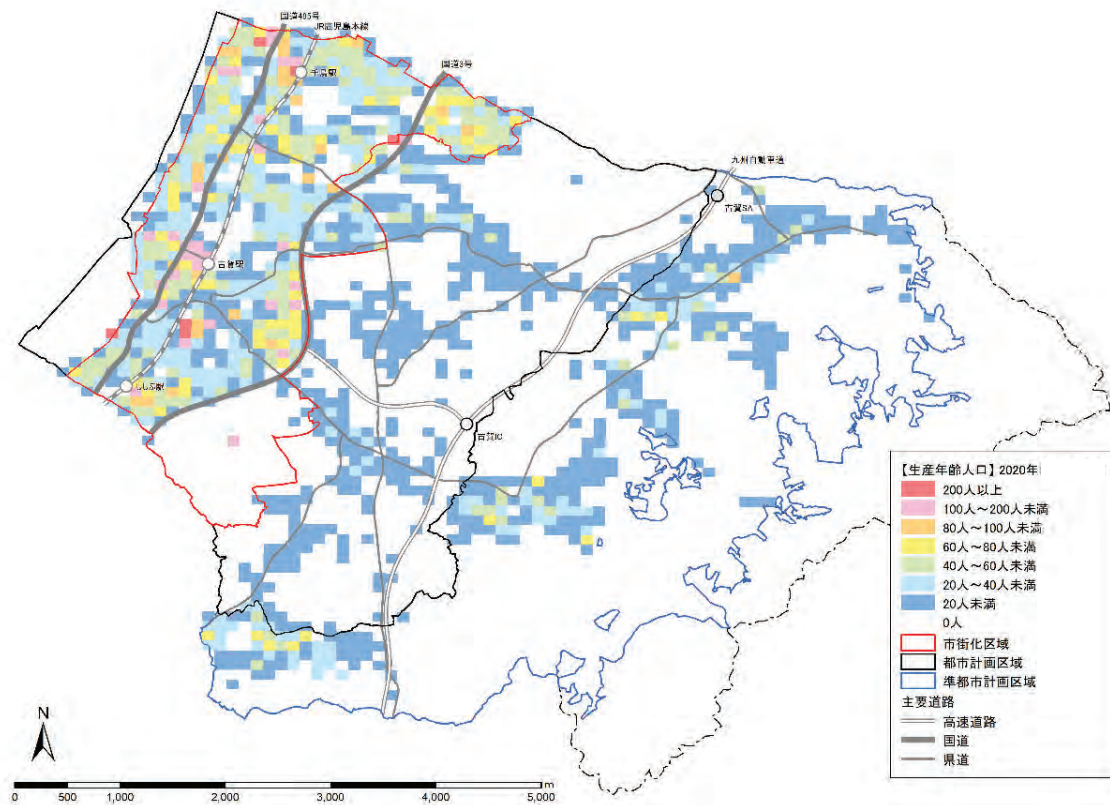 国道495号
JR鹿児島本線
千鳥駅
国道3号
九州自動車道
古賀SA
古賀駅
ししぶ駅
古賀IC
【生産年齢人口】2020年
200人以上
100人～200人未満
80人～100人未満
60人～80人未満
40人～60人未満
20人～40人未満
20人未満
0人
市街化区域
都市計画区域
準都市計画区域
主要道路
高速道路
国道
県道
N
0 500 1,000 2,000 3,000 4,000 5,000 m